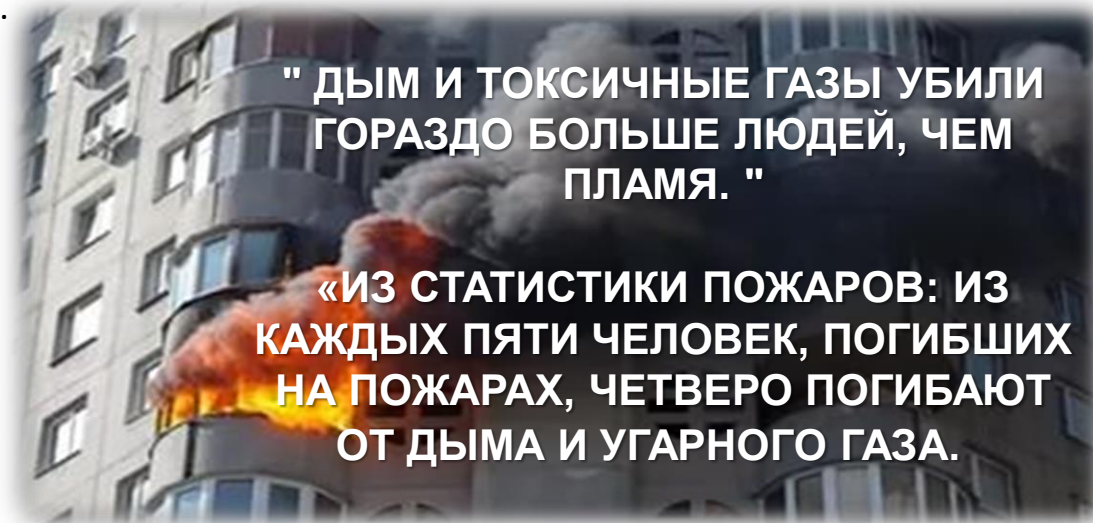 .
" ДЫМ И ТОКСИЧНЫЕ ГАЗЫ УБИЛИ
ГОРАЗДО БОЛЬШЕ ЛЮДЕЙ, ЧЕМ
ПЛАМЯ. "
«ИЗ СТАТИСТИКИ ПОЖАРОВ: ИЗ
КАЖДЫХ ПЯТИ ЧЕЛОВЕК, ПОГИБШИХ
НА ПОЖАРАХ, ЧЕТВЕРО ПОГИБАЮТ
ОТ ДЫМА И УГАРНОГО ГАЗА.